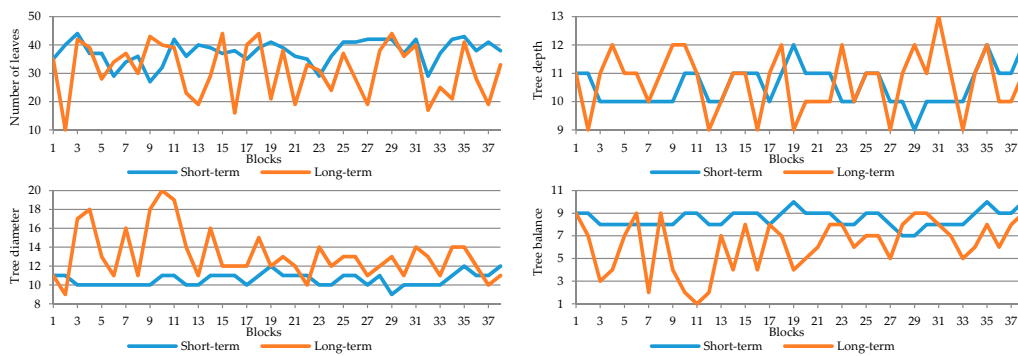 Number of leaves
50
40
30
20
10
1 3 5 7 9 11 13 15 17 19 21 23 25 27 29 31 33 35 37
Blocks
Short-term Long-term
Tree depth
13
12
11
10
9
1 3 5 7 9 11 13 15 17 19 21 23 25 27 29 31 33 35 37
Blocks
Short-term Long-term
Tree diameter
20
18
16
14
12
10
8
1 3 5 7 9 11 13 15 17 19 21 23 25 27 29 31 33 35 37
Blocks
Short-term Long-term
Tree balance
11
9
7
5
3
1
1 3 5 7 9 11 13 15 17 19 21 23 25 27 29 31 33 35 37
Blocks
Short-term Long-term